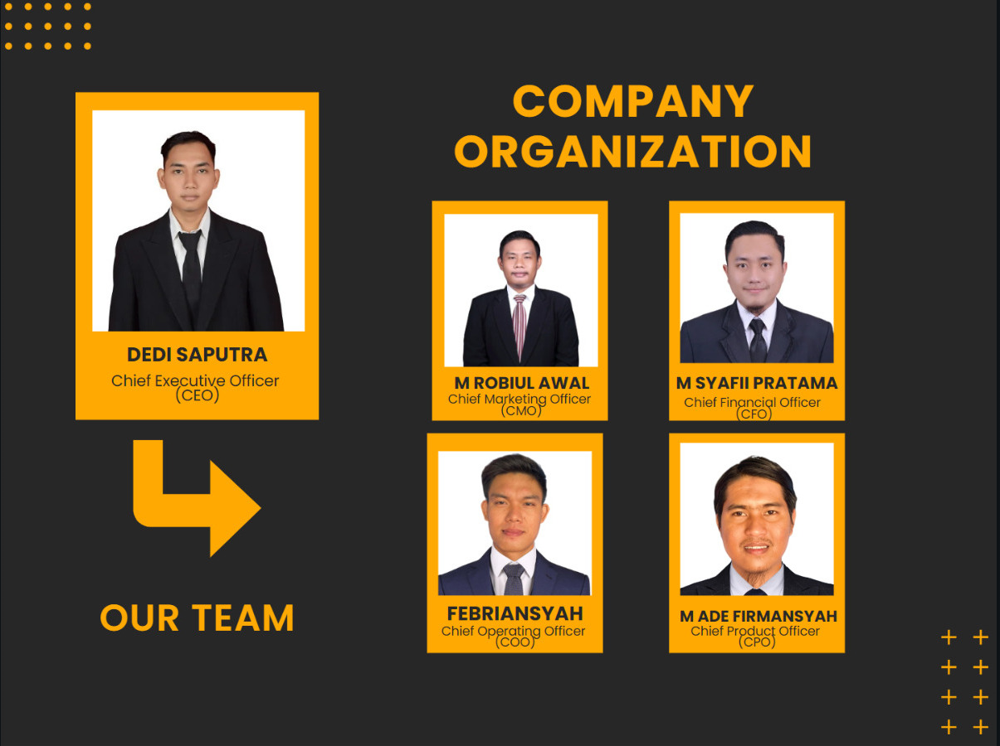 COMPANY
ORGANIZATION
DEDI SAPUTRA
Chief Executive Officer
(CEO)
OUR TEAM
M ROBIUL AWAL
Chief Marketing Officer
(CMO)
M SYAFII PRATAMA
Chief Financial Officer
(CFO)
FEBRIANSYAH
Chief Operating Officer
(COO)
M ADE FIRMANSYAH
Chief Product Officer
(CPO)